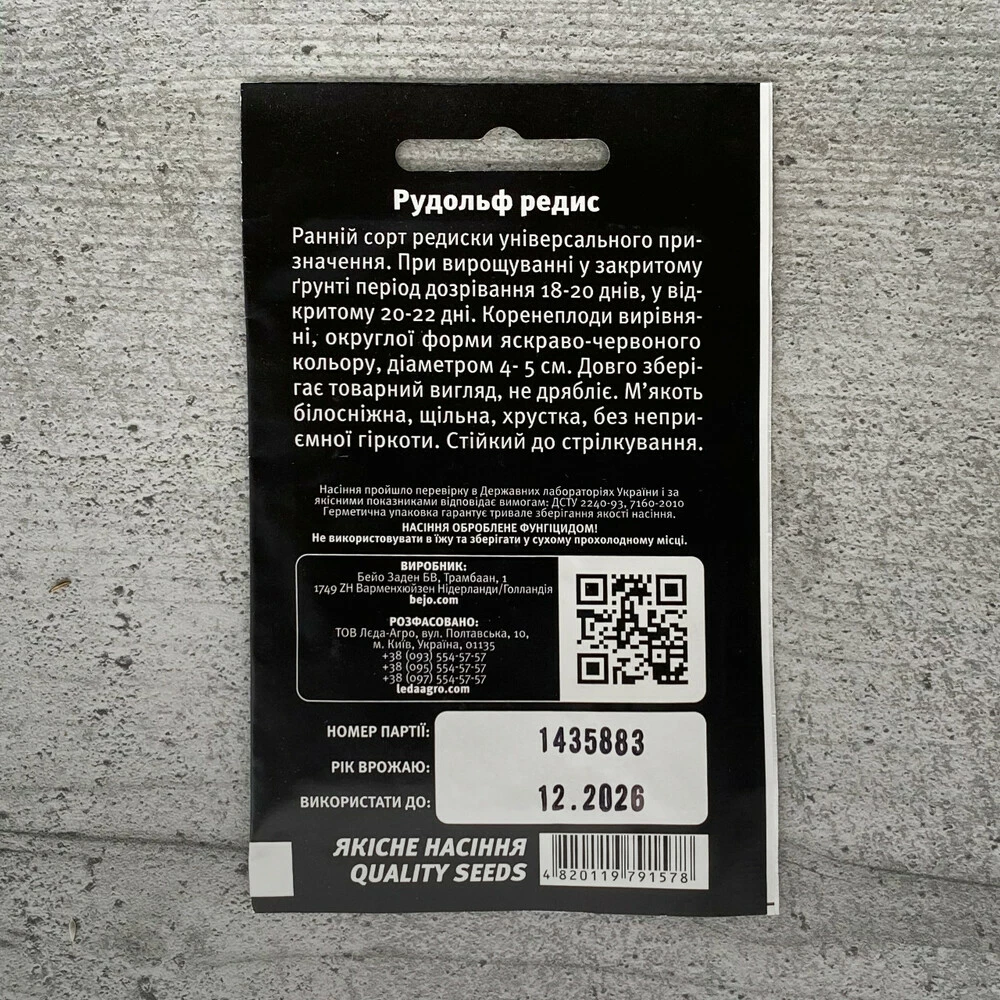 Рудольф редис
Ранній сорт редиски універсального при-
значення. При вирощуванні у закритому
ґрунті період дозрівання 18-20 днів, у від-
критому 20-22 дні. Коренеплоди вирівня-
ні, округлої форми яскраво-червоного
кольору, діаметром 4- 5 см. Довго збері-
гає товарний вигляд, не дрябліє. М'якоть
білосніжна, щільна, хрустка, без непри-
ємної гіркоти. Стійкий до стрілкування.
Насіння пройшло перевірку в Державних лабораторіях України і за
якісними показниками відповідає вимогам: ДСТУ 2240-93, 7160-2010
Герметична упаковка гарантує тривале зберігання якості насіння.
НАСІННЯ ОБРОБЛЕНЕ ФУНГІЦИДОМ!
Не використовувати в їжу та зберігати у сухому прохолодному місці.
ВИРОБНИК:
Бейо Заден БВ, Трамбаан, 1
1749 ZH Варменхюйзен Нідерланди/Голландія
bejo.com
РОЗФАСОВАНО:
ТОВ Лєда-Агро, вул. Полтавська, 10,
м. Київ, Україна, 01135
+38 (093) 554-57-57
+38 (095) 554-57-57
+38 (097) 554-57-57
ledaagro.com
НОМЕР ПАРТІЇ: 1435883
РІК ВРОЖАЮ:
ВИКОРИСТАТИ ДО: 12.2026
ЯКІСНЕ НАСІННЯ
QUALITY SEEDS
4 820119 791578